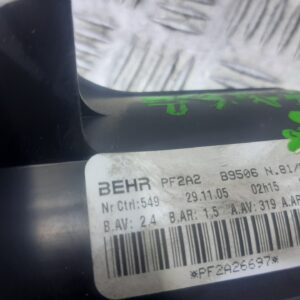 BEHR PF2A2 B9506 N.81/
Nr Ctrl:549 29.11.05 02h15
B.AV: 2.4 B.AR: 1.5 A.AV: 319 A.AR
*PF2A26697*